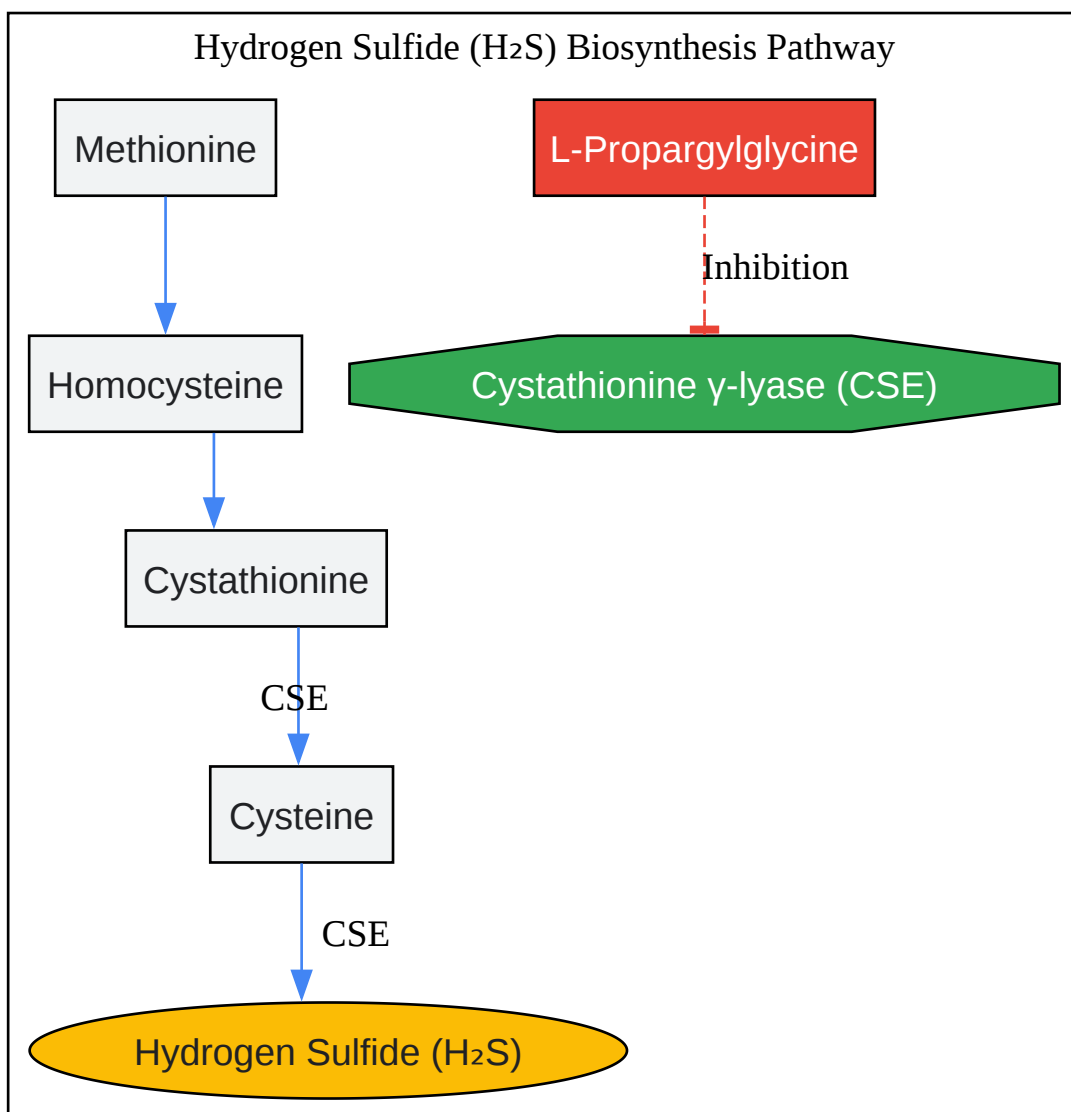 Hydrogen Sulfide (H₂S) Biosynthesis Pathway
Methionine
L-Propargylglycine
Inhibition
Homocysteine
Cystathionine γ-lyase (CSE)
Cystathionine
CSE
Cysteine
CSE
Hydrogen Sulfide (H₂S)